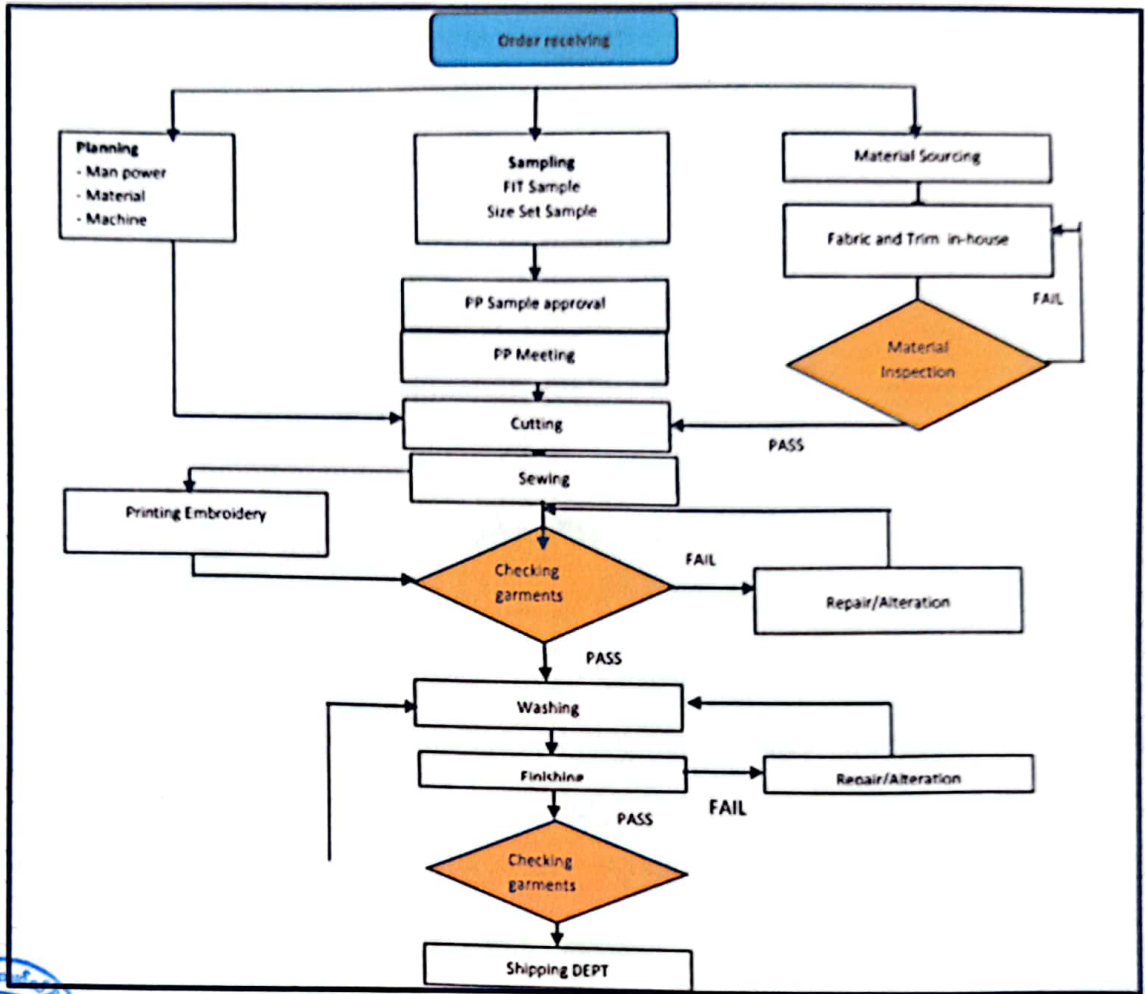 Order receiving
Planning
- Man power
- Material
- Machine
Sampling
FIT Sample
Size Set Sample
Material Sourcing
Fabric and Trim in-house
FAIL
PP Sample approval
PP Meeting
Material
Inspection
Cutting
PASS
Sewing
Printing Embroidery
Checking
garments
FAIL
Repair/Alteration
PASS
Washing
Finishing
Repair/Alteration
PASS
FAIL
Checking
garments
Shipping DEPT